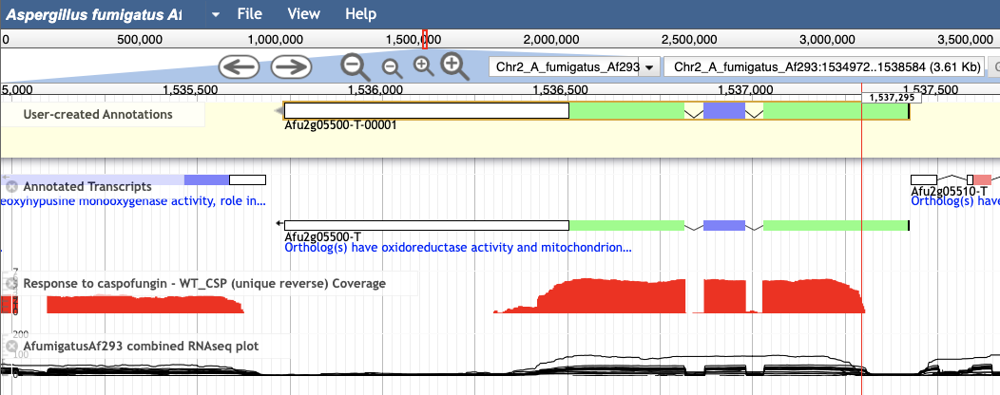 Aspergillus fumigatus Af File View Help
0 500,000 1,000,000 1,500,000 2,000,000 2,500,000 3,000,000 3,500,000
Chr2_A_fumigatus_Af293 Chr2_A_fumigatus_Af293:1534972..1538584 (3.61 Kb) G
5,000 1,535,500 1,536,000 1,536,500 1,537,000 1,537,500
1,537,295
User-created Annotations
Afu2g05500-T-00001
Annotated Transcripts
Afu2g05510-T
eoxyhypusine monooxygenase activity, role in...
Ortholog(s) have
Afu2g05500-T
Ortholog(s) have oxidoreductase activity and mitochondrion...
7
Response to caspofungin - WT_CSP (unique reverse) Coverage
200
AfumigatusAf293 combined RNAseq plot
100